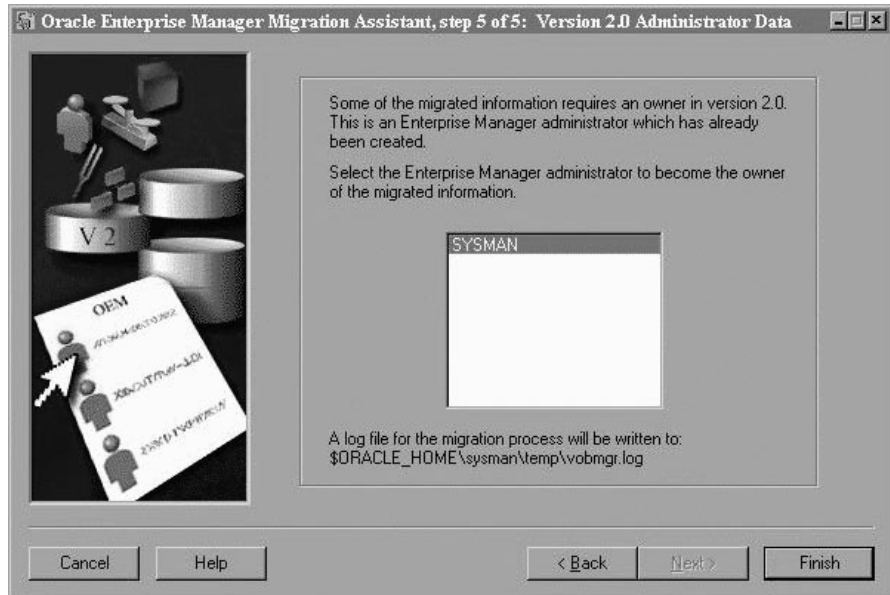 Oracle Enterprise Manager Migration Assistant, step 5 of 5: Version 2.0 Administrator Data
V 2
OEM
Some of the migrated information requires an owner in version 2.0.
This is an Enterprise Manager administrator which has already
been created.
Select the Enterprise Manager administrator to become the owner
of the migrated information.
SYSMAN
A log file for the migration process will be written to:
$ORACLE_HOME\sysman\temp\vobmgr.log
Cancel
Help
< Back
Next >
Finish